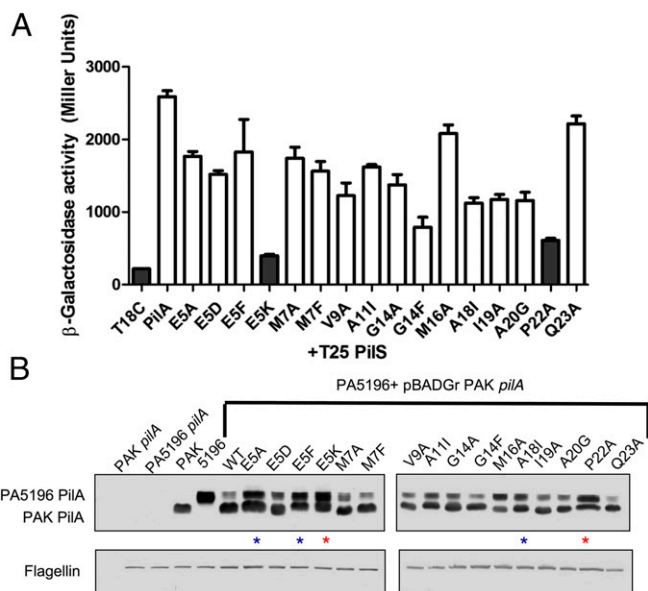 A
β-Galactosidase activity (Miller Units)
3000
2000
1000
0
T18C PilA E5A E5D E5F E5K M7A M7F V9A A11I G14A G14F M16A A18I I19A A20G P22A Q23A
+T25 PilS
B
PA5196+ pBADGr PAK pilA
PAK pilA PA5196 pilA PAK 5196 WT E5A E5D E5F E5K M7A M7F V9A A11I G14A G14F M16A A18I I19A A20G P22A Q23A
PA5196 PilA
PAK PilA
* * * * *
Flagellin